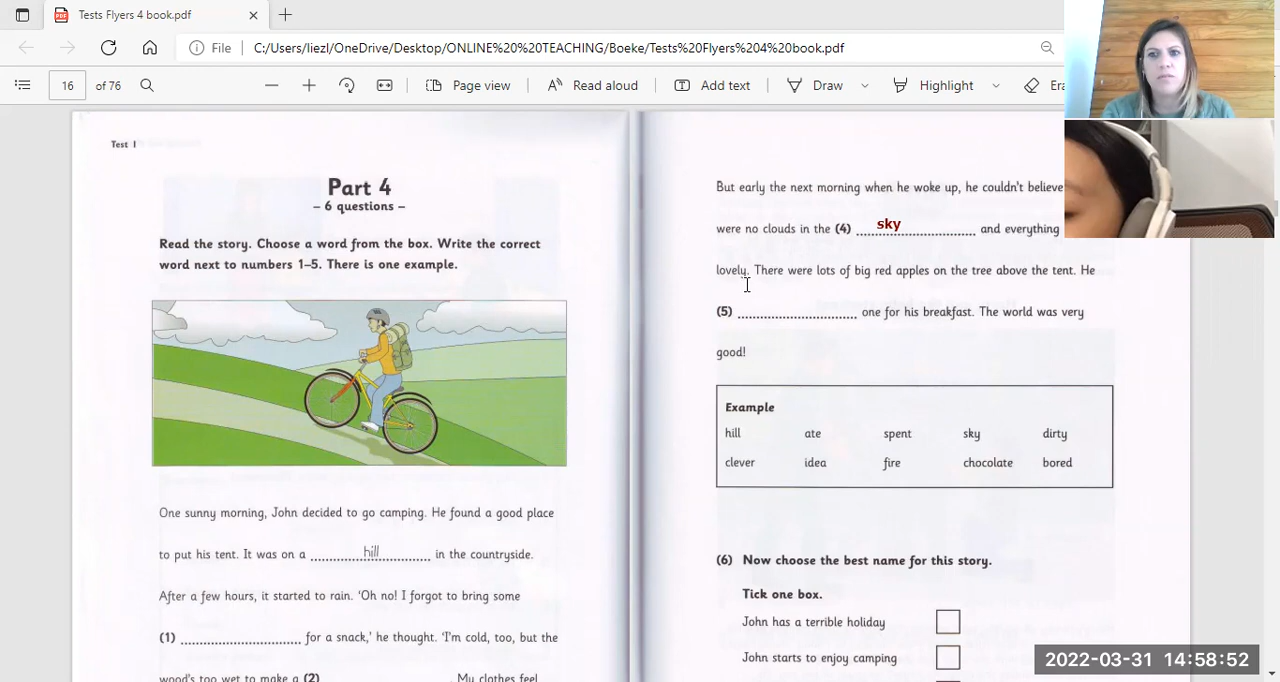 Tests Flyers 4 book.pdf
File
C:/Users/liezl/OneDrive/Desktop/ONLINE%20%20TEACHING/Boeke/Tests%20Flyers%204%20book.pdf
16 of 76
Page view
Read aloud
Add text
Draw
Highlight
Era
Test 1
Part 4
– 6 questions –
Read the story. Choose a word from the box. Write the correct
word next to numbers 1–5. There is one example.
One sunny morning, John decided to go camping. He found a good place
to put his tent. It was on a hill in the countryside.
After a few hours, it started to rain. 'Oh no! I forgot to bring some
(1) for a snack,' he thought. 'I'm cold, too, but the
wood's too wet to make a (2) . My clothes feel
But early the next morning when he woke up, he couldn't believe
were no clouds in the (4) sky and everything
lovely. There were lots of big red apples on the tree above the tent. He
(5) one for his breakfast. The world was very
good!
Example
hill ate spent sky dirty
clever idea fire chocolate bored
(6) Now choose the best name for this story.
Tick one box.
John has a terrible holiday
John starts to enjoy camping
2022-03-31 14:58:52